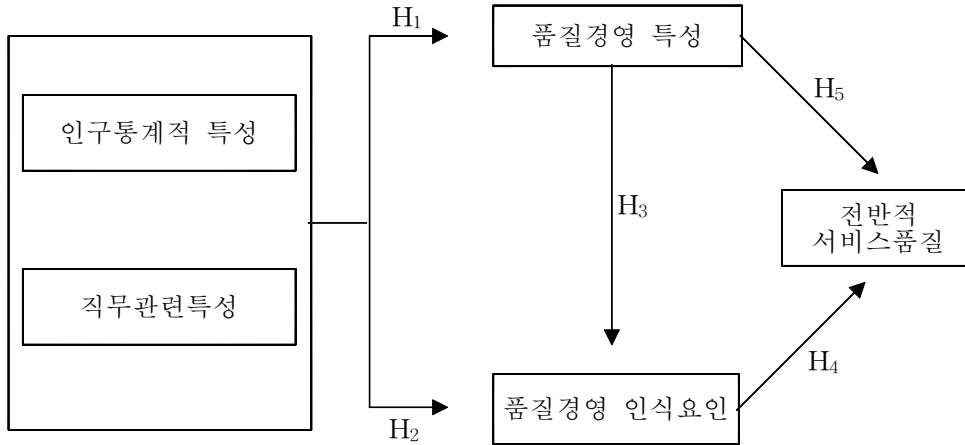 H₁
품질경영 특성
H₅
인구통계적 특성
H₃
전반적
서비스품질
직무관련특성
H₄
품질경영 인식요인
H₂